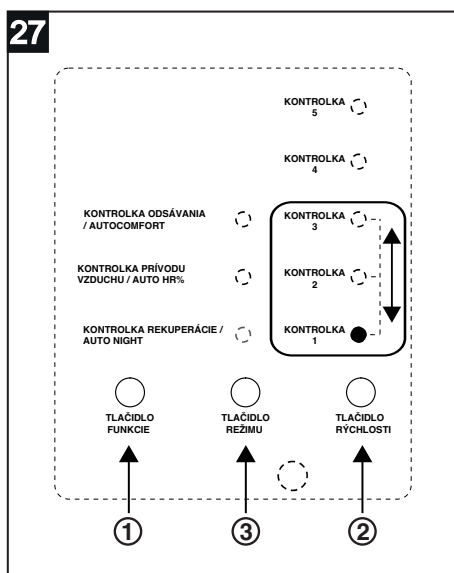 27
KONTROLKA
5
KONTROLKA
4
KONTROLKA ODSÁVANIA
/ AUTOCOMFORT
KONTROLKA
3
KONTROLKA PRÍVODU
VZDUCHU / AUTO HR%
KONTROLKA
2
KONTROLKA REKUPERÁCIE /
AUTO NIGHT
KONTROLKA
1
TLAČIDLO
FUNKCIE
TLAČIDLO
REŽIMU
TLAČIDLO
RÝCHLOSTI
1
3
2